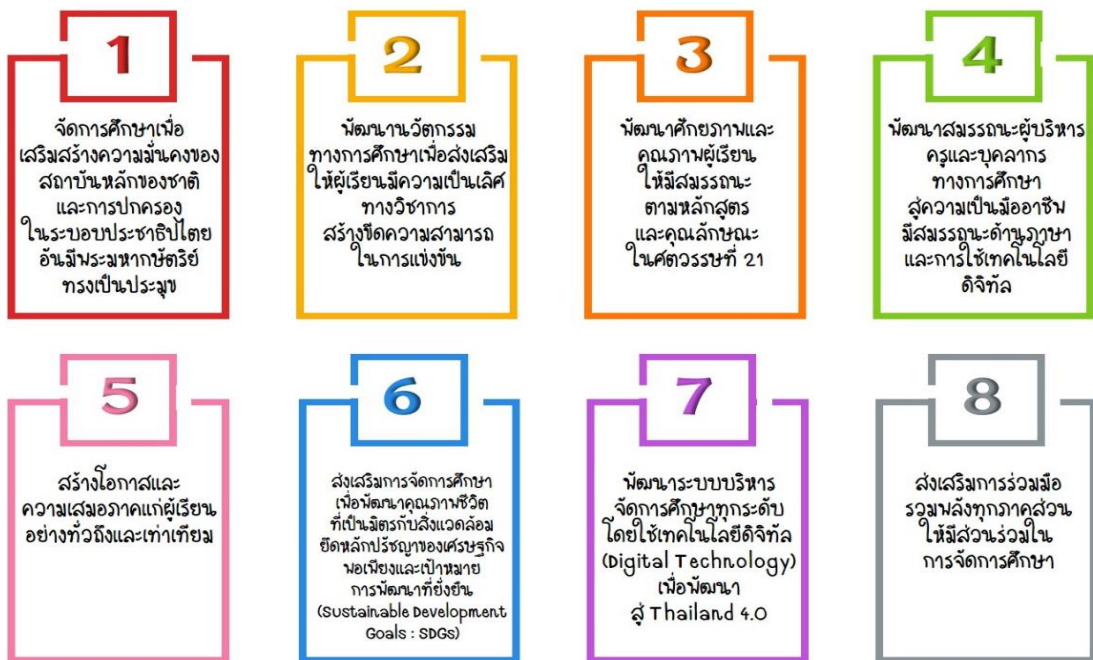 1
จัดการศึกษาเพื่อ
เสริมสร้างความมั่นคงของ
สถาบันหลักของชาติ
และการปกครอง
ในระบอบประชาธิปไตย
อันมีพระมหากษัตริย์
ทรงเป็นประมุข
2
พัฒนานวัตกรรม
ทางการศึกษาเพื่อส่งเสริม
ให้ผู้เรียนมีความเป็นเลิศ
ทางวิชาการ
สร้างขีดความสามารถ
ในการแข่งขัน
3
พัฒนาศักยภาพและ
คุณภาพผู้เรียน
ให้มีสมรรถนะ
ตามหลักสูตร
และคุณลักษณะ
ในศตวรรษที่ 21
4
พัฒนาสมรรถนะผู้บริหาร
ครูและบุคลากร
ทางการศึกษา
สู่ความเป็นมืออาชีพ
มีสมรรถนะด้านภาษา
และการใช้เทคโนโลยี
ดิจิทัล
5
สร้างโอกาสและ
ความเสมอภาคแก่ผู้เรียน
อย่างทั่วถึงและเท่าเทียม
6
ส่งเสริมการจัดการศึกษา
เพื่อพัฒนาคุณภาพชีวิต
ที่เป็นมิตรกับสิ่งแวดล้อม
ยึดหลักปรัชญาของเศรษฐกิจ
พอเพียงและเป้าหมาย
การพัฒนาที่ยั่งยืน
(Sustainable Development
Goals : SDGs)
7
พัฒนาระบบบริหาร
จัดการศึกษาทุกระดับ
โดยใช้เทคโนโลยีดิจิทัล
(Digital Technology)
เพื่อพัฒนา
สู่ Thailand 4.0
8
ส่งเสริมการร่วมมือ
รวมพลังทุกภาคส่วน
ให้มีส่วนร่วมใน
การจัดการศึกษา